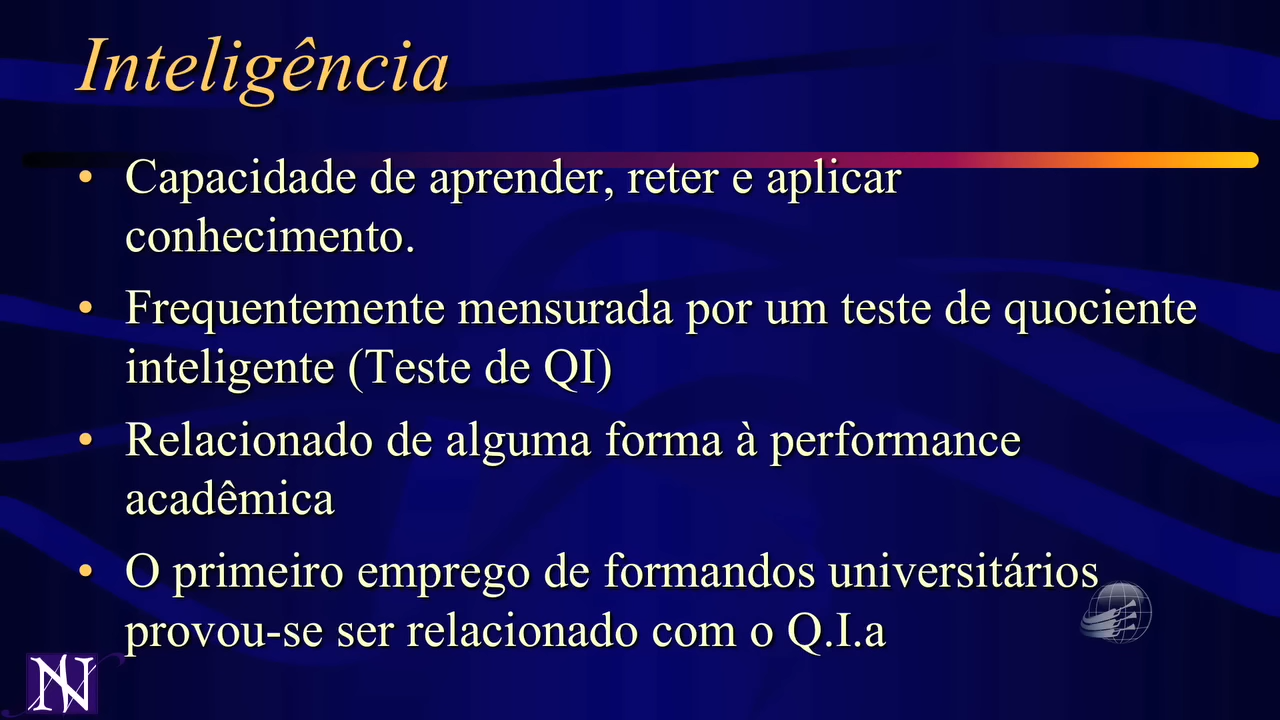 Inteligência
• Capacidade de aprender, reter e aplicar
conhecimento.
• Frequentemente mensurada por um teste de quociente
inteligente (Teste de QI)
• Relacionado de alguma forma à performance
acadêmica
• O primeiro emprego de formandos universitários
provou-se ser relacionado com o Q.I.a
N